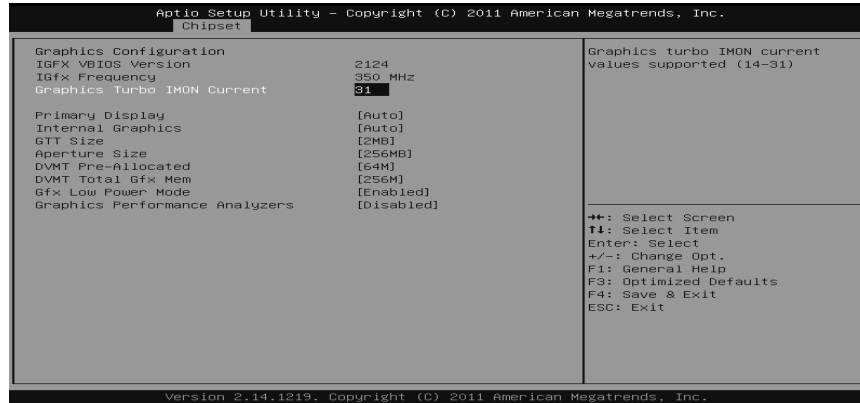 Aptio Setup Utility – Copyright (C) 2011 American Megatrends, Inc.
Chipset
Graphics Configuration
IGFX VBIOS Version 2124
IGfx Frequency 350 MHz
Graphics Turbo IMON Current 31
Primary Display [Auto]
Internal Graphics [Auto]
GTT Size [2MB]
Aperture Size [256MB]
DVMT Pre-Allocated [64M]
DVMT Total Gfx Mem [256M]
Gfx Low Power Mode [Enabled]
Graphics Performance Analyzers [Disabled]
Graphics turbo IMON current
values supported (14-31)
→←: Select Screen
↑↓: Select Item
Enter: Select
+/-: Change Opt.
F1: General Help
F3: Optimized Defaults
F4: Save & Exit
ESC: Exit
Version 2.14.1219. Copyright (C) 2011 American Megatrends, Inc.